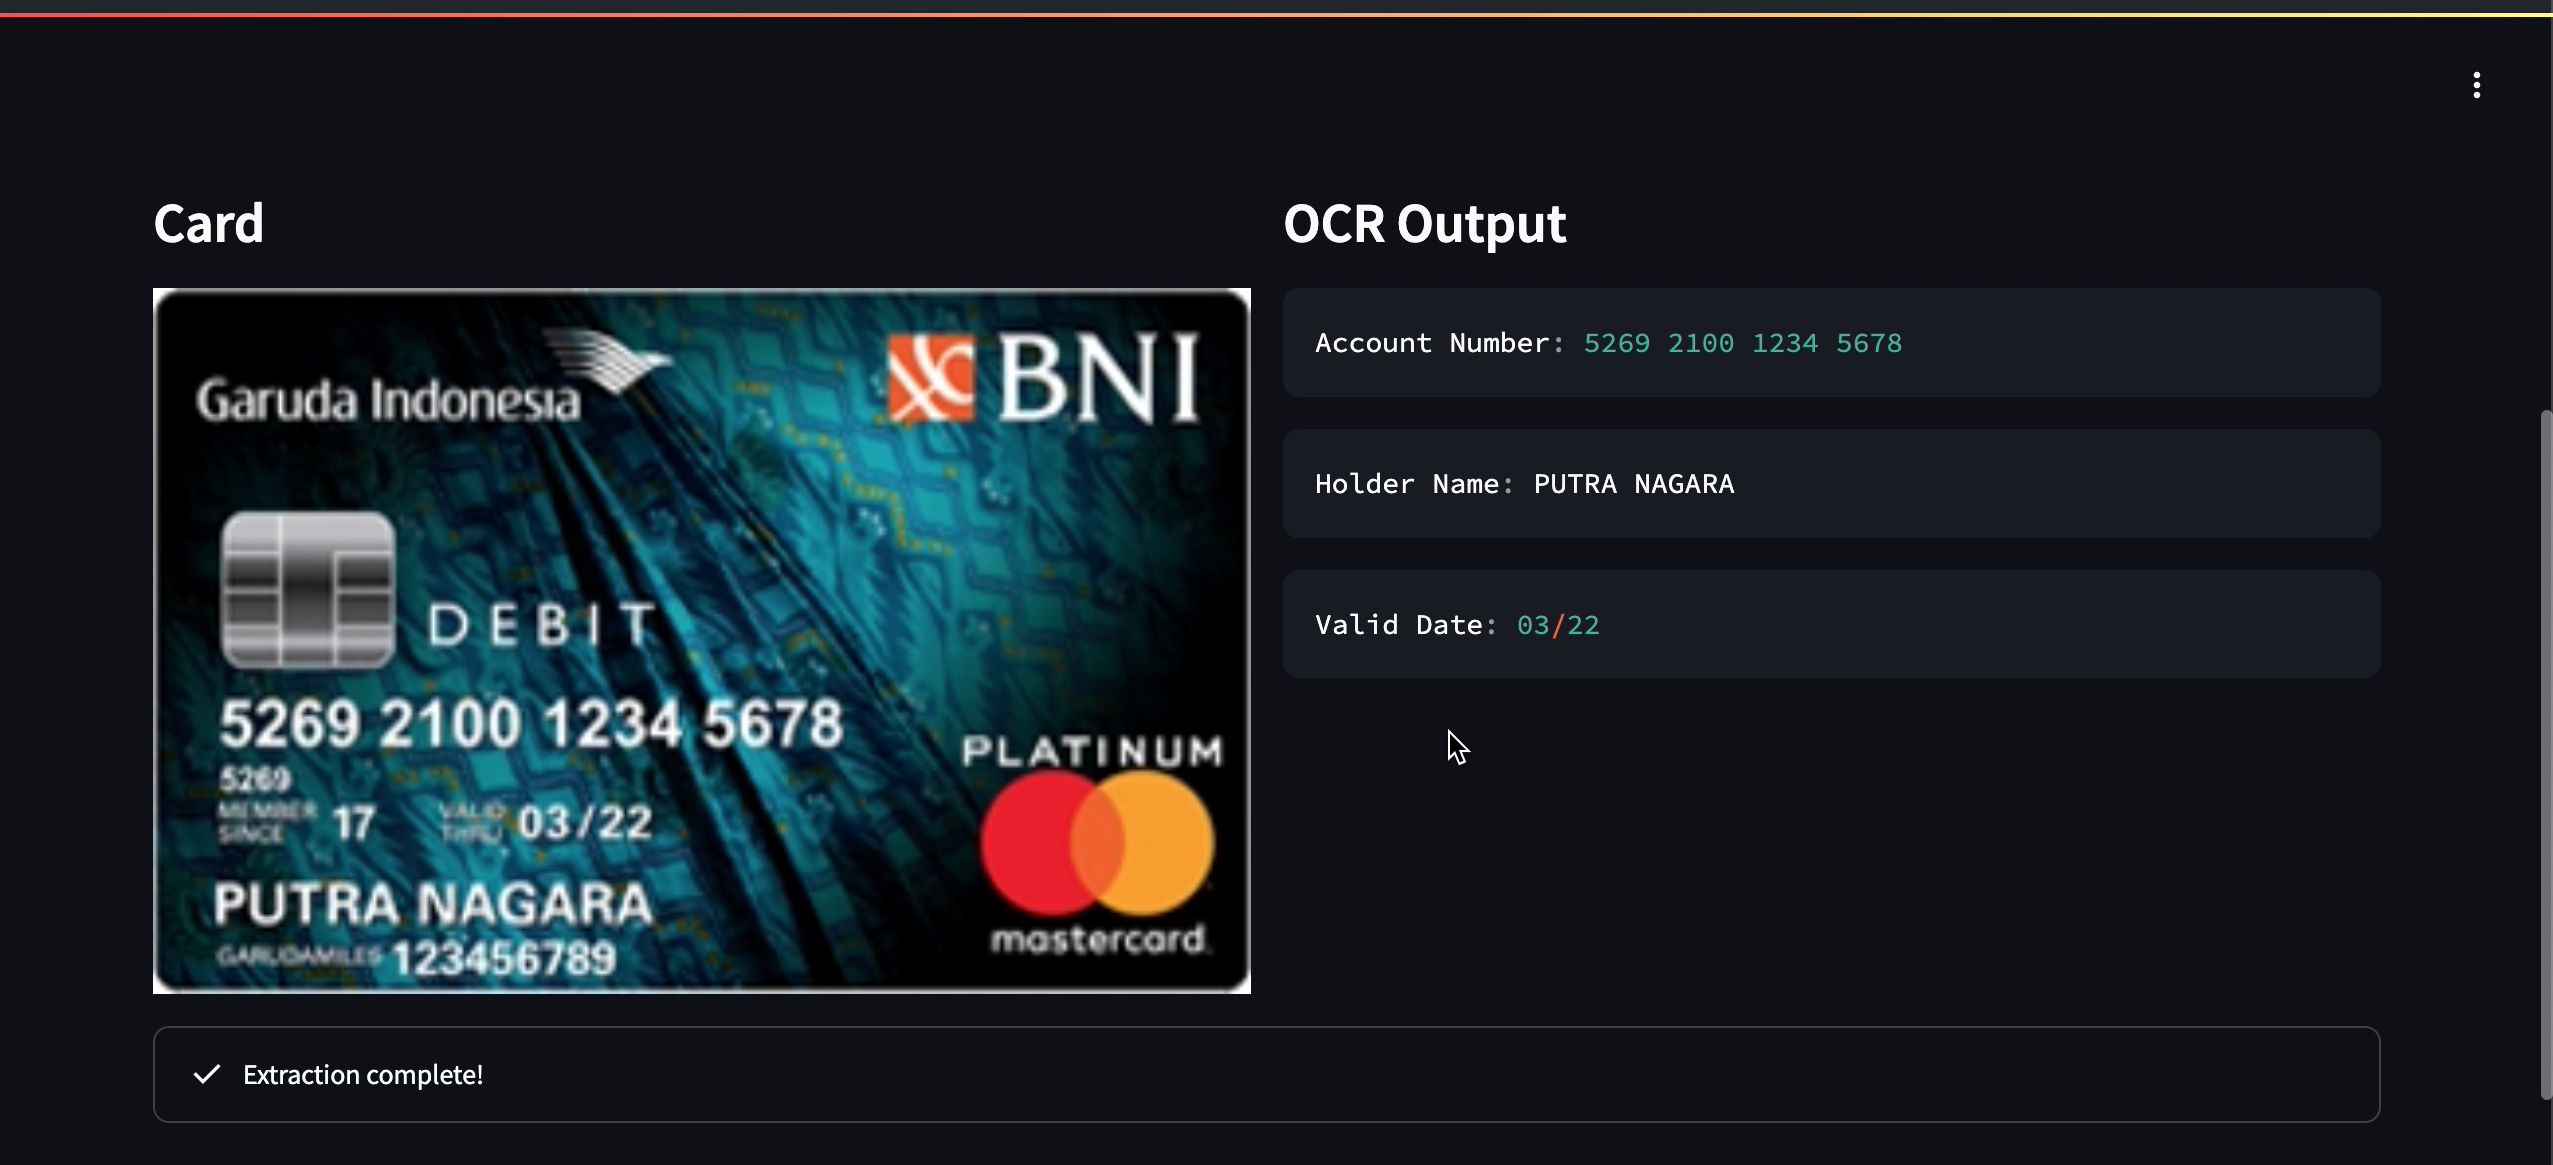 Card
Garuda Indonesia
BNI
DEBIT
5269 2100 1234 5678
5269
PLATINUM
MEMBER
SINCE
17
VALID
THRU
03/22
PUTRA NAGARA
GARUDAMILES 123456789
mastercard.
OCR Output
Account Number: 5269 2100 1234 5678
Holder Name: PUTRA NAGARA
Valid Date: 03/22
Extraction complete!